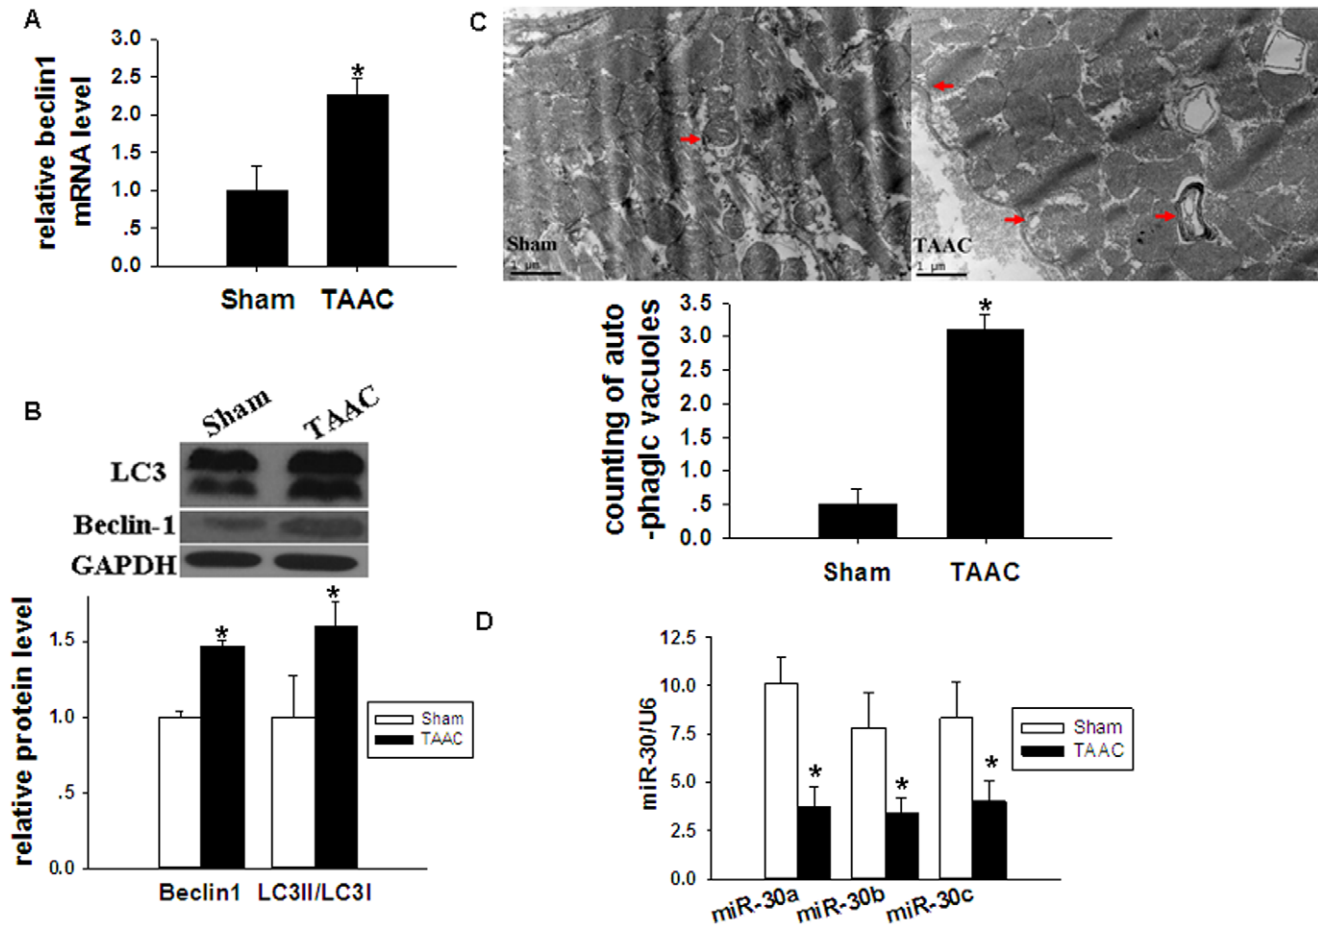 A
relative beclin1
mRNA level
3.0
2.5
2.0
1.5
1.0
.5
0.0
*
Sham TAAC
B
Sham TAAC
LC3
Beclin-1
GAPDH
relative protein level
1.5
1.0
.5
0.0
*
*
Sham
TAAC
Beclin1 LC3II/LC3I
C
Sham
1 µm
TAAC
1 µm
counting of auto
-phagic vacuoles
3.5
3.0
2.5
2.0
1.5
1.0
.5
0.0
*
Sham TAAC
D
miR-30/U6
12.5
10.0
7.5
5.0
2.5
0.0
*
*
*
Sham
TAAC
miR-30a miR-30b miR-30c